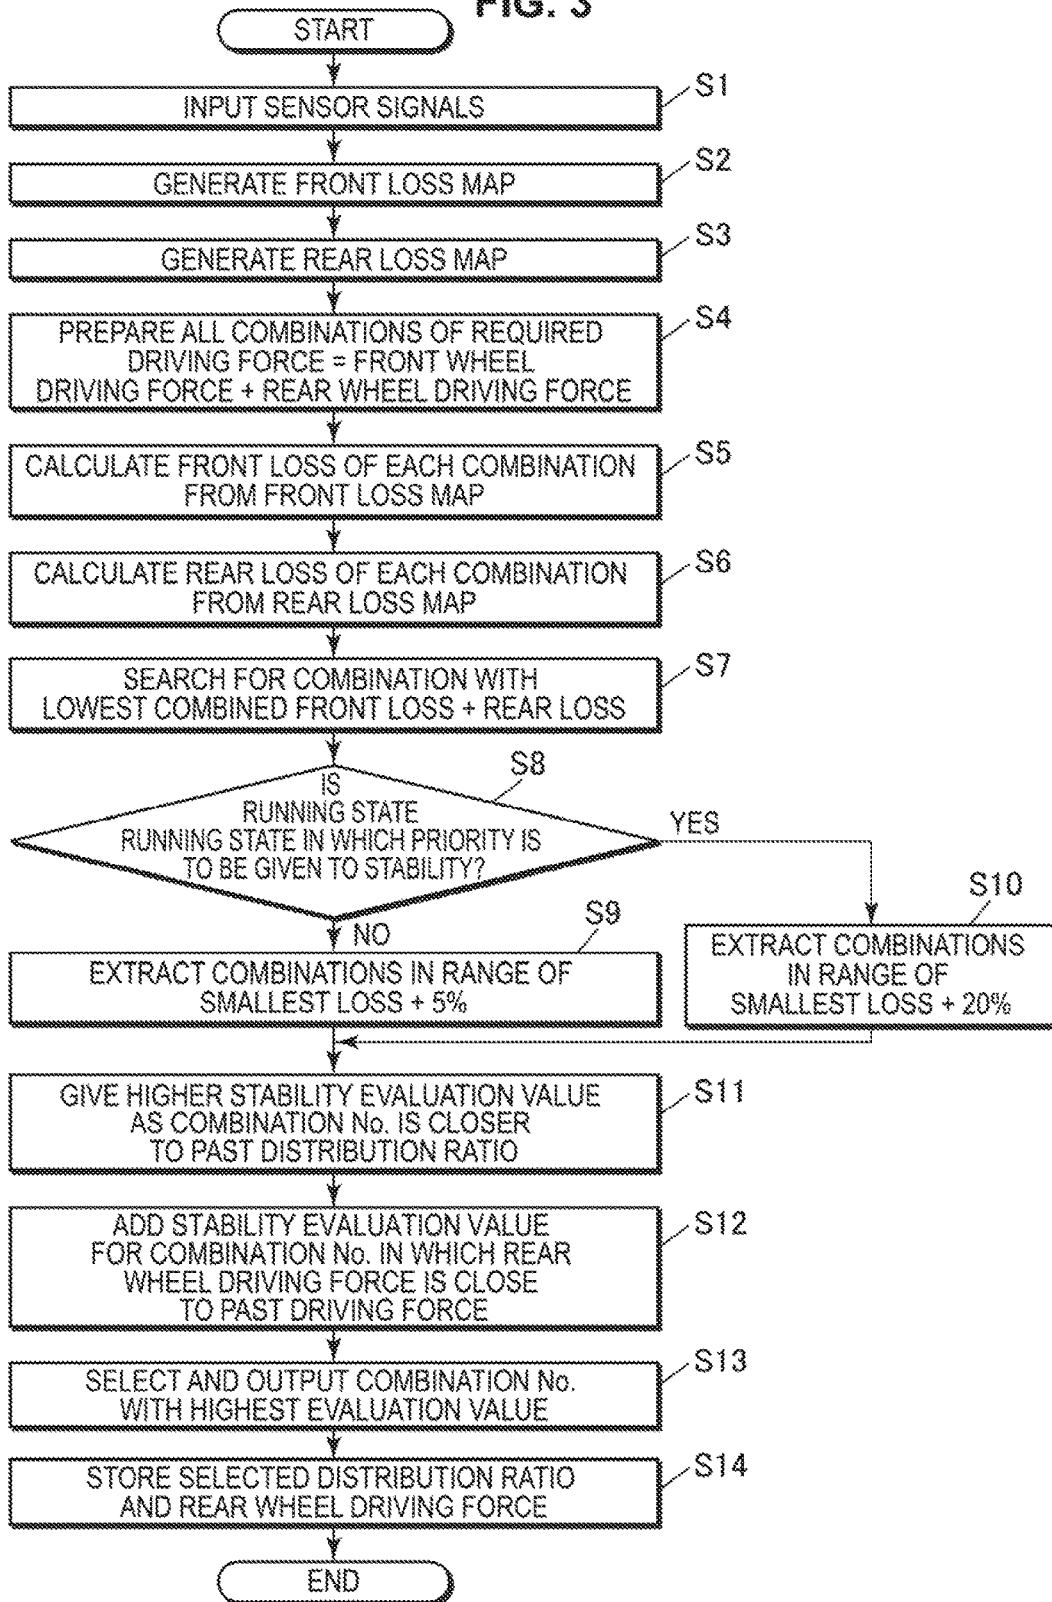 FIG. 3
START
INPUT SENSOR SIGNALS
S1
GENERATE FRONT LOSS MAP
S2
GENERATE REAR LOSS MAP
S3
PREPARE ALL COMBINATIONS OF REQUIRED
DRIVING FORCE = FRONT WHEEL
DRIVING FORCE + REAR WHEEL DRIVING FORCE
S4
CALCULATE FRONT LOSS OF EACH COMBINATION
FROM FRONT LOSS MAP
S5
CALCULATE REAR LOSS OF EACH COMBINATION
FROM REAR LOSS MAP
S6
SEARCH FOR COMBINATION WITH
LOWEST COMBINED FRONT LOSS + REAR LOSS
S7
IS
RUNNING STATE
RUNNING STATE IN WHICH PRIORITY IS
TO BE GIVEN TO STABILITY?
S8
YES
NO
EXTRACT COMBINATIONS IN RANGE OF
SMALLEST LOSS + 5%
S9
EXTRACT COMBINATIONS
IN RANGE OF
SMALLEST LOSS + 20%
S10
GIVE HIGHER STABILITY EVALUATION VALUE
AS COMBINATION No. IS CLOSER
TO PAST DISTRIBUTION RATIO
S11
ADD STABILITY EVALUATION VALUE
FOR COMBINATION No. IN WHICH REAR
WHEEL DRIVING FORCE IS CLOSE
TO PAST DRIVING FORCE
S12
SELECT AND OUTPUT COMBINATION No.
WITH HIGHEST EVALUATION VALUE
S13
STORE SELECTED DISTRIBUTION RATIO
AND REAR WHEEL DRIVING FORCE
S14
END